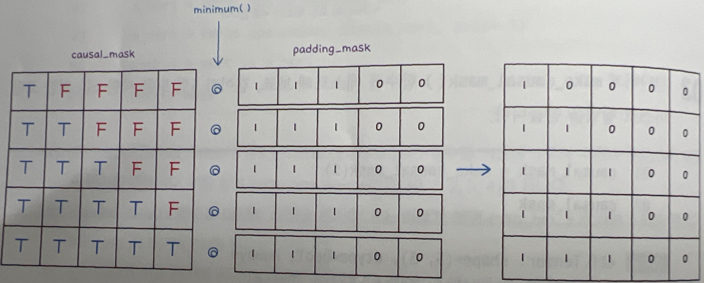 minimum()
causal_mask
padding_mask
T F F F F @ 1 1 1 0 0 1 0 0 0 0
T T F F F @ 1 1 1 0 0 1 1 0 0 0
T T T F F @ 1 1 1 0 0 1 1 1 0 0
T T T T F @ 1 1 1 0 0 1 1 1 0 0
T T T T T @ 1 1 1 0 0 1 1 1 0 0